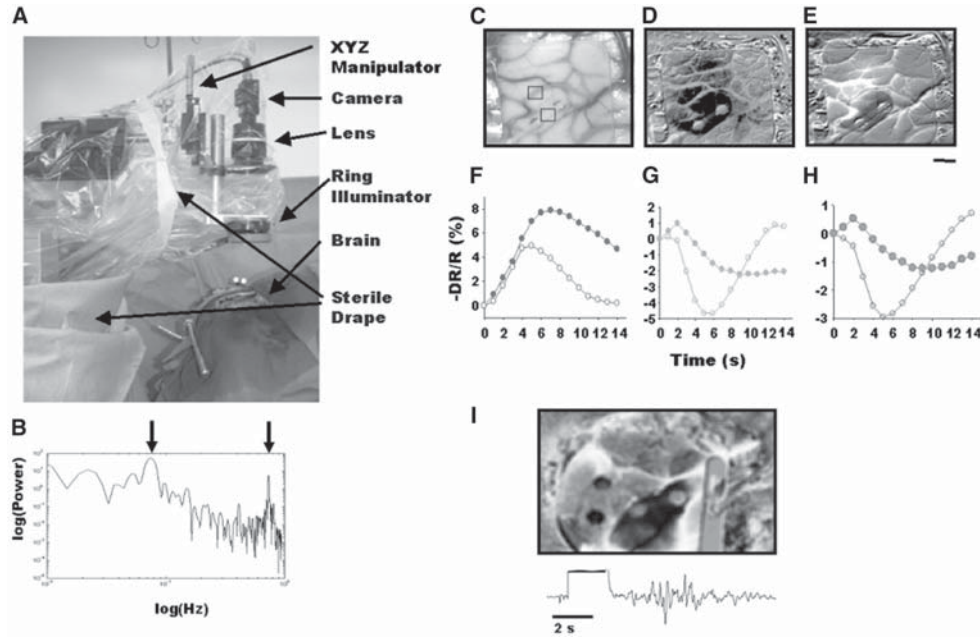 A
XYZ
Manipulator
Camera
Lens
Ring
Illuminator
Brain
Sterile
Drape
B
log(Power)
log(Hz)
C
D
E
F
G
H
-DR/R (%)
8
6
4
2
0
0 2 4 6 8 10 12 14
2
1
0
-1
-2
-3
-4
-5
0 2 4 6 8 10 12 14
1
0
-1
-2
-3
0 2 4 6 8 10 12 14
Time (s)
I
2 s